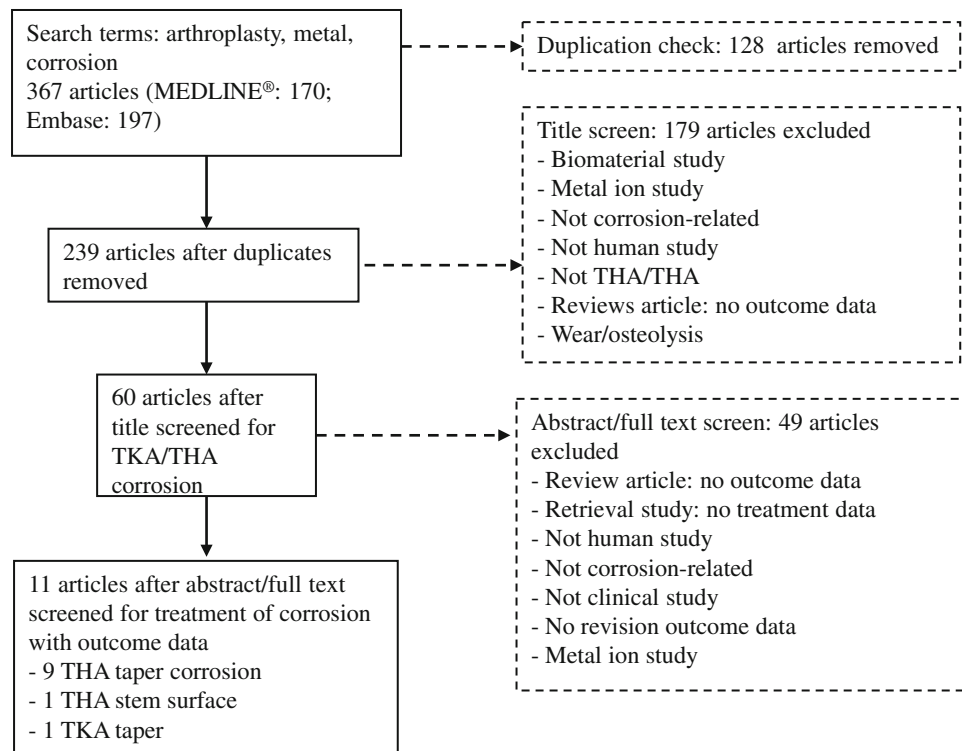 Search terms: arthroplasty, metal,
corrosion
367 articles (MEDLINE®: 170;
Embase: 197)
Duplication check: 128 articles removed
Title screen: 179 articles excluded
- Biomaterial study
- Metal ion study
- Not corrosion-related
- Not human study
- Not THA/THA
- Reviews article: no outcome data
- Wear/osteolysis
239 articles after duplicates
removed
60 articles after
title screened for
TKA/THA
corrosion
Abstract/full text screen: 49 articles
excluded
- Review article: no outcome data
- Retrieval study: no treatment data
- Not human study
- Not corrosion-related
- Not clinical study
- No revision outcome data
- Metal ion study
11 articles after abstract/full text
screened for treatment of corrosion
with outcome data
- 9 THA taper corrosion
- 1 THA stem surface
- 1 TKA taper